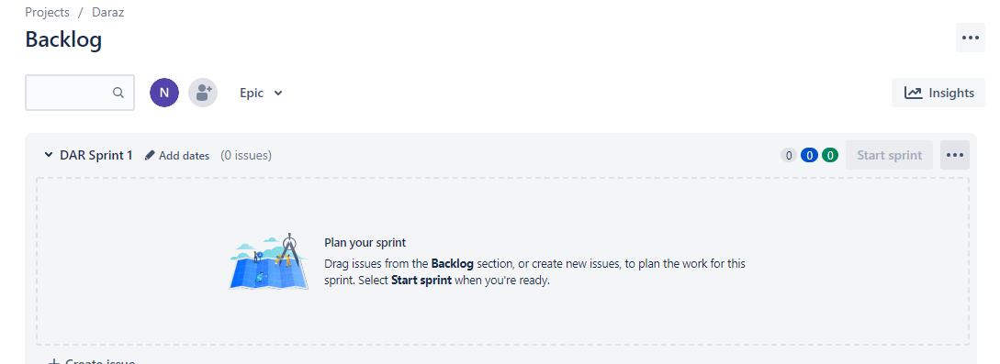 Projects / Daraz
Backlog
N
Epic
Insights
DAR Sprint 1 Add dates (0 issues) 0 0 0 Start sprint
Plan your sprint
Drag issues from the Backlog section, or create new issues, to plan the work for this
sprint. Select Start sprint when you're ready.
+ Create issue